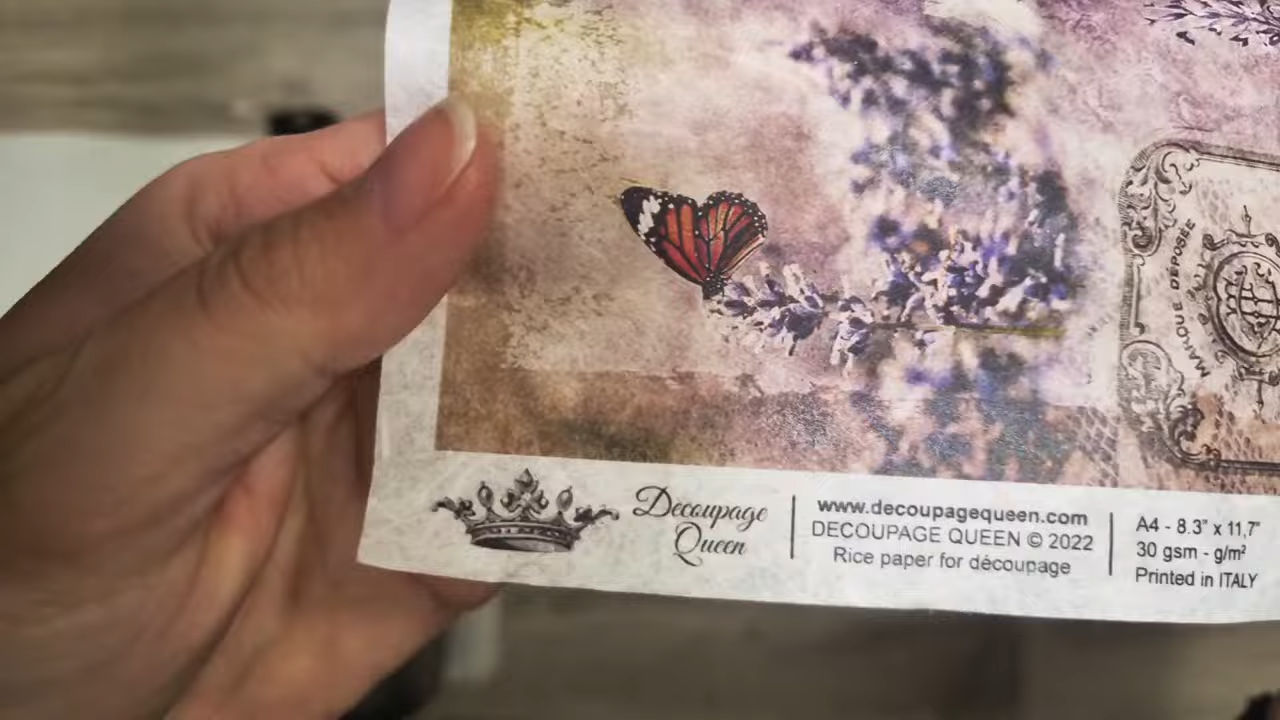 MARQUE DÉPOSÉE
Decoupage
Queen
www.decoupagequeen.com
DECOUPAGE QUEEN © 2022
Rice paper for découpage
A4 - 8.3" x 11,7"
30 gsm - g/m²
Printed in ITALY